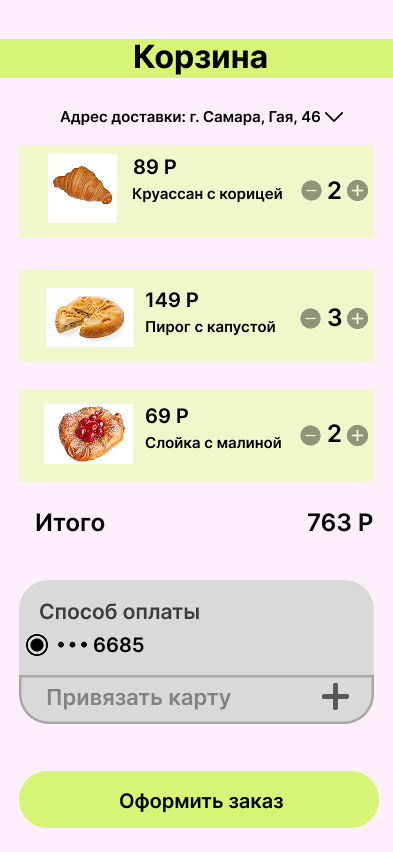 Корзина
Адрес доставки: г. Самара, Гая, 46
89 Р
Круассан с корицей
2
149 Р
Пирог с капустой
3
69 Р
Слойка с малиной
2
Итого 763 Р
Способ оплаты
••• 6685
Привязать карту
Оформить заказ